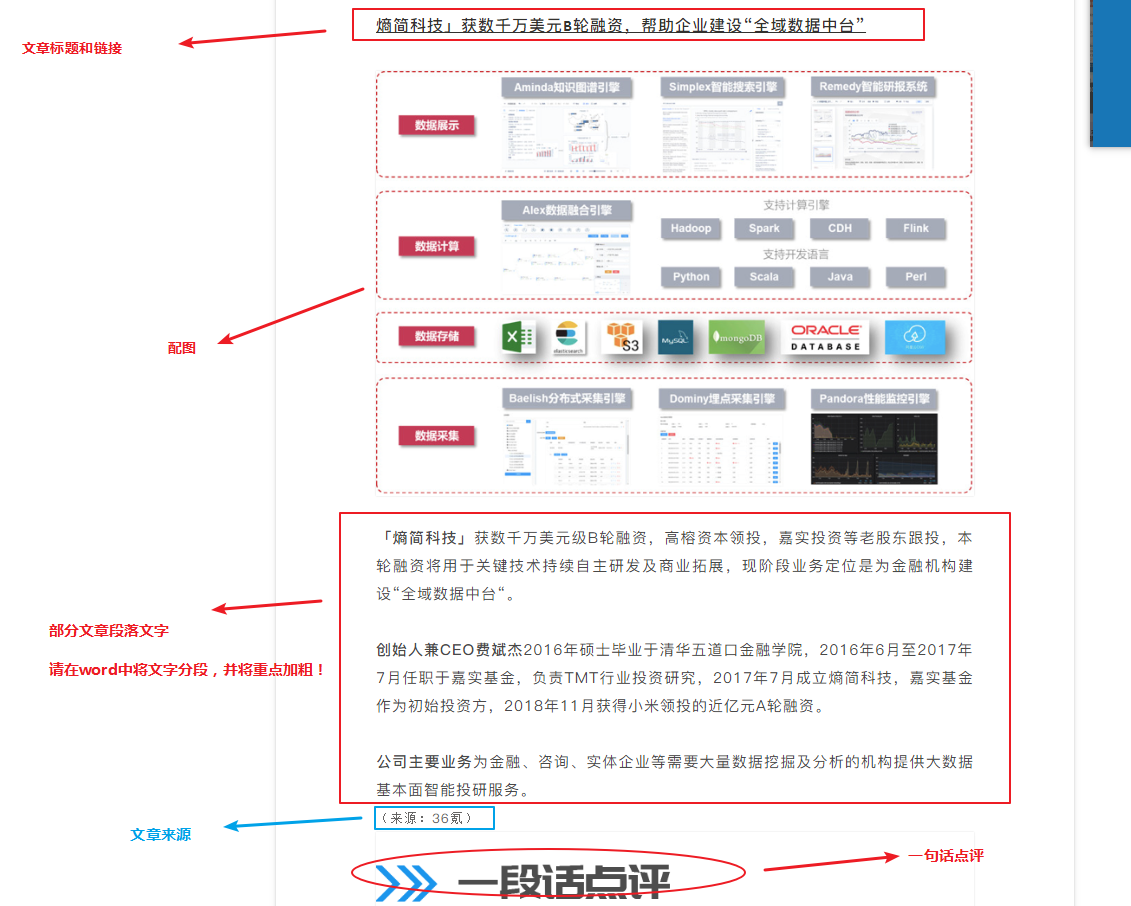 熵简科技」获数千万美元B轮融资，帮助企业建设“全域数据中台”
文章标题和链接
Aminda知识图谱引擎
Simplex智能搜索引擎
Remedy智能研报系统
数据展示
支持计算引擎
Alex数据融合引擎
Hadoop
Spark
CDH
Flink
数据计算
支持开发语言
Python
Scala
Java
Perl
配图
数据存储
elasticsearch
S3
MySQL
mongoDB
ORACLE
DATABASE
Baelish分布式采集引擎
Dominy埋点采集引擎
Pandora性能监控引擎
数据采集
「熵简科技」获数千万美元级B轮融资，高榕资本领投，嘉实投资等老股东跟投，本
轮融资将用于关键技术持续自主研发及商业拓展，现阶段业务定位是为金融机构建
设“全域数据中台“。
部分文章段落文字
请在word中将文字分段，并将重点加粗！
创始人兼CEO费斌杰2016年硕士毕业于清华五道口金融学院，2016年6月至2017年
7月任职于嘉实基金，负责TMT行业投资研究，2017年7月成立熵简科技，嘉实基金
作为初始投资方，2018年11月获得小米领投的近亿元A轮融资。
公司主要业务为金融、咨询、实体企业等需要大量数据挖掘及分析的机构提供大数据
基本面智能投研服务。
（来源：36氪）
文章来源
一段话点评
一句话点评